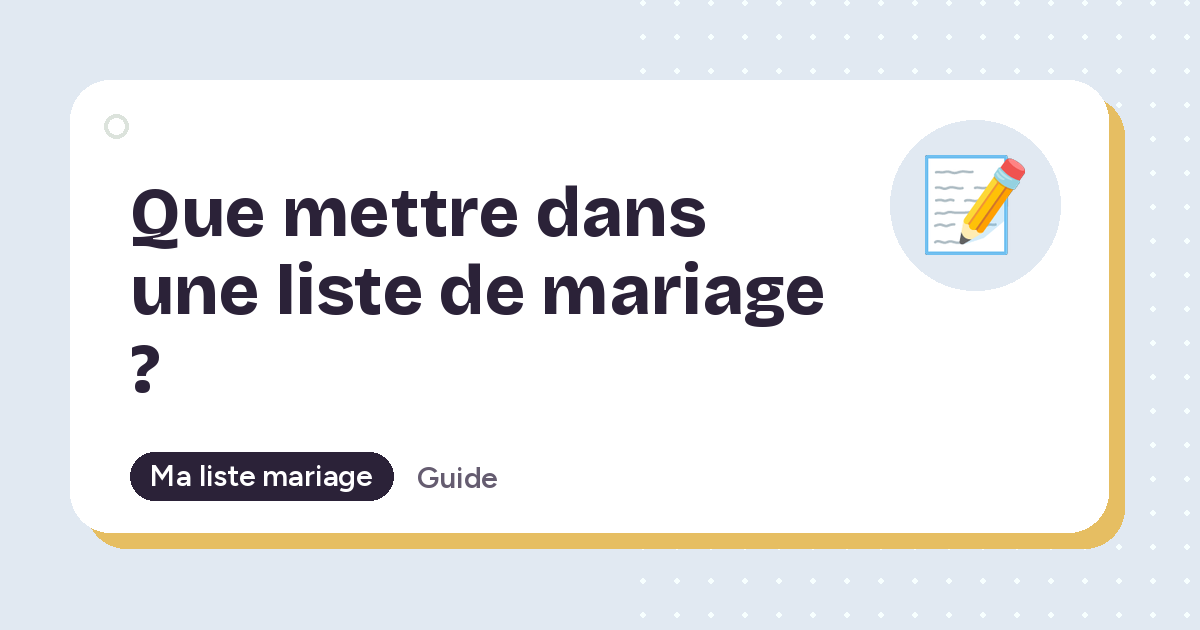 Que mettre dans
une liste de mariage
?
Ma liste mariage
Guide